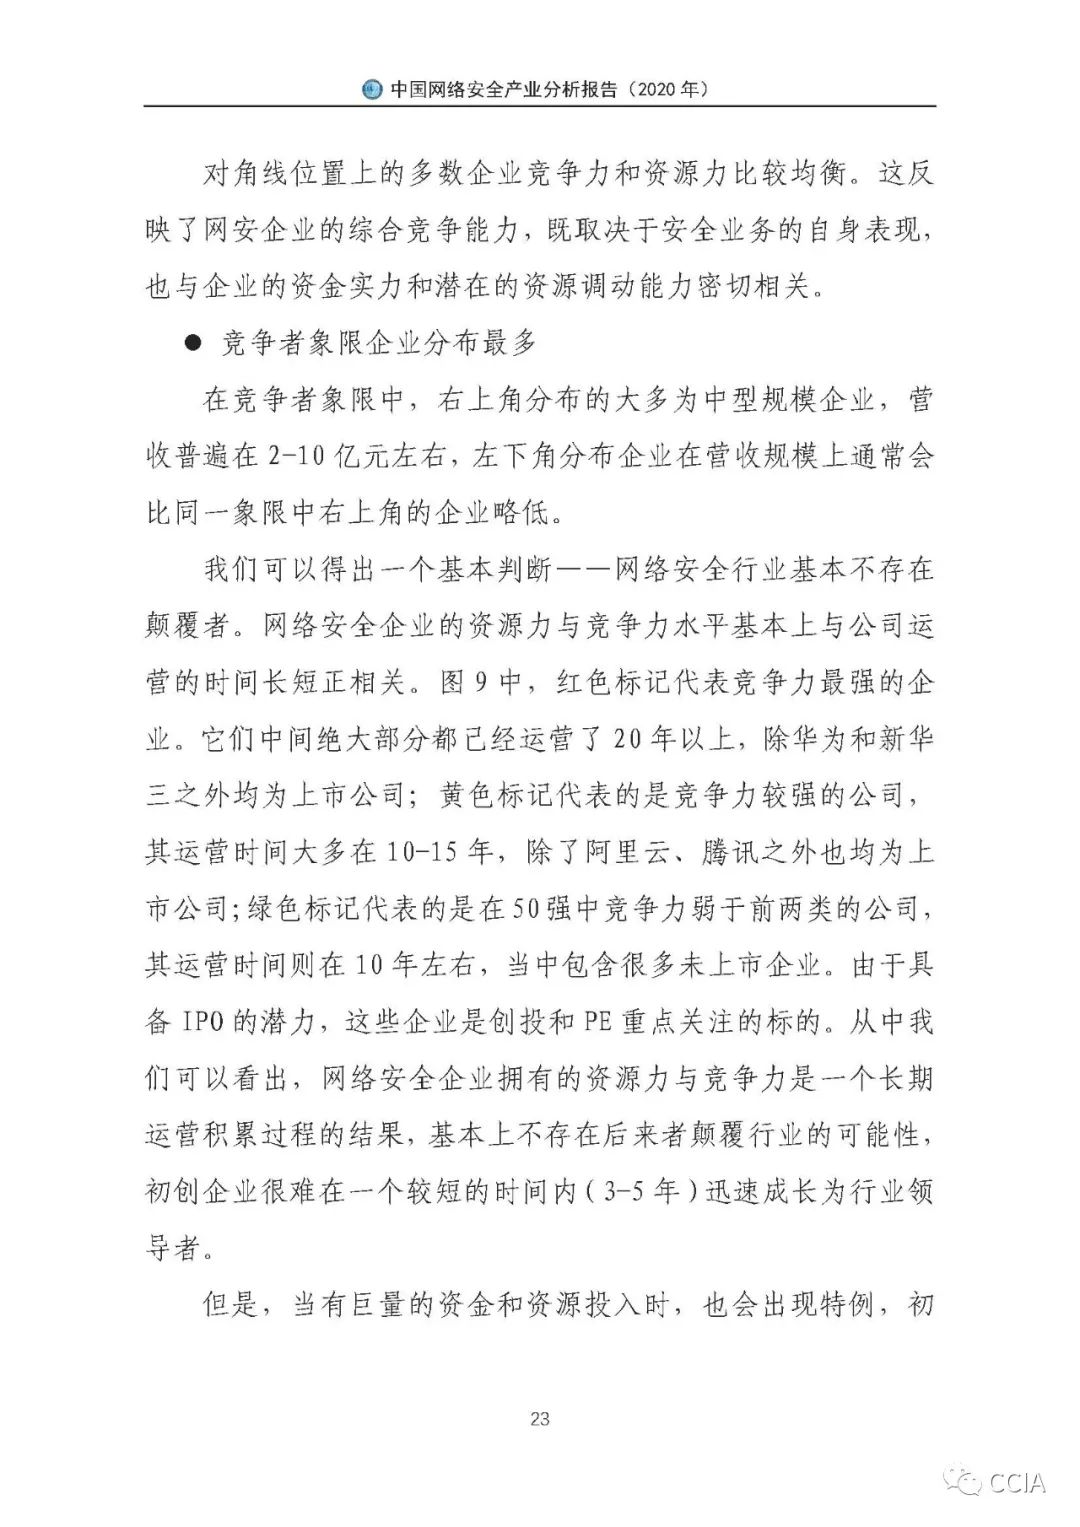 中国网络安全产业分析报告（2020 年）
对角线位置上的多数企业竞争力和资源力比较均衡。这反
映了网安企业的综合竞争能力，既取决于安全业务的自身表现，
也与企业的资金实力和潜在的资源调动能力密切相关。
● 竞争者象限企业分布最多
在竞争者象限中，右上角分布的大多为中型规模企业，营
收普遍在 2-10 亿元左右，左下角分布企业在营收规模上通常会
比同一象限中右上角的企业略低。
我们可以得出一个基本判断——网络安全行业基本不存在
颠覆者。网络安全企业的资源力与竞争力水平基本上与公司运
营的时间长短正相关。图 9 中，红色标记代表竞争力最强的企
业。它们中间绝大部分都已经运营了 20 年以上，除华为和新华
三之外均为上市公司；黄色标记代表的是竞争力较强的公司，
其运营时间大多在 10-15 年，除了阿里云、腾讯之外也均为上
市公司；绿色标记代表的是在 50 强中竞争力弱于前两类的公司，
其运营时间则在 10 年左右，当中包含很多未上市企业。由于具
备 IPO 的潜力，这些企业是创投和 PE 重点关注的标的。从中我
们可以看出，网络安全企业拥有的资源力与竞争力是一个长期
运营积累过程的结果，基本上不存在后来者颠覆行业的可能性，
初创企业很难在一个较短的时间内（3-5 年）迅速成长为行业领
导者。
但是，当有巨量的资金和资源投入时，也会出现特例，初
23
CCIA